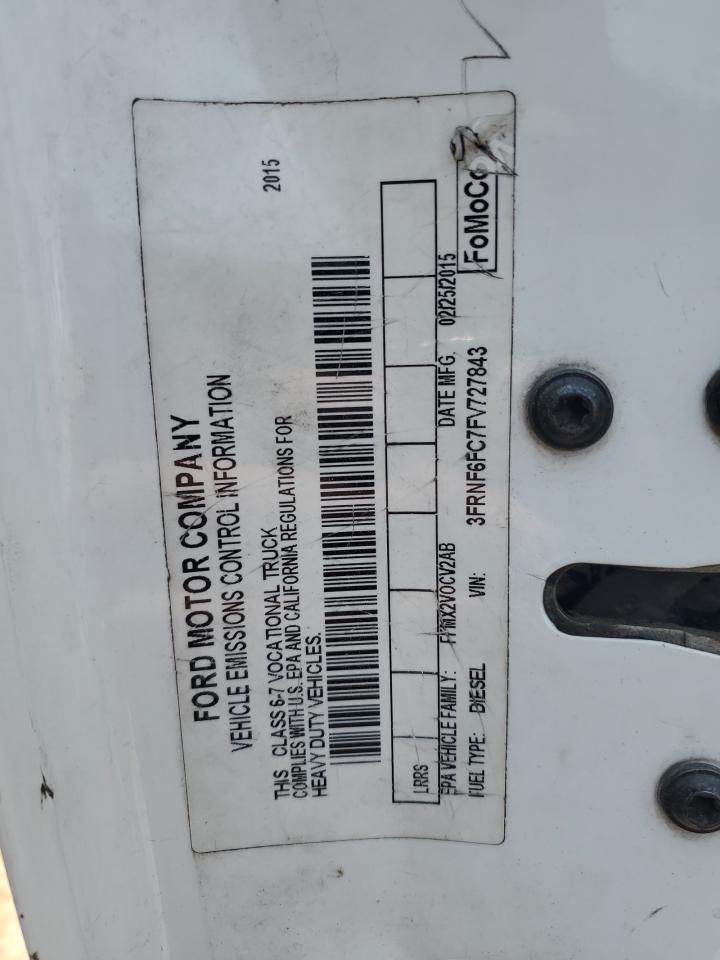 FORD MOTOR COMPANY
VEHICLE EMISSIONS CONTROL INFORMATION
2015
THIS CLASS 6-7 VOCATIONAL TRUCK
COMPLIES WITH U.S. EPA AND CALIFORNIA REGULATIONS FOR
HEAVY DUTY VEHICLES.
LRRS
EPA VEHICLE FAMILY: DATE MFG. 02/25/2015
FUEL TYPE: DIESEL VIN: 3FRNF6FC7FV727843
FoMoCo